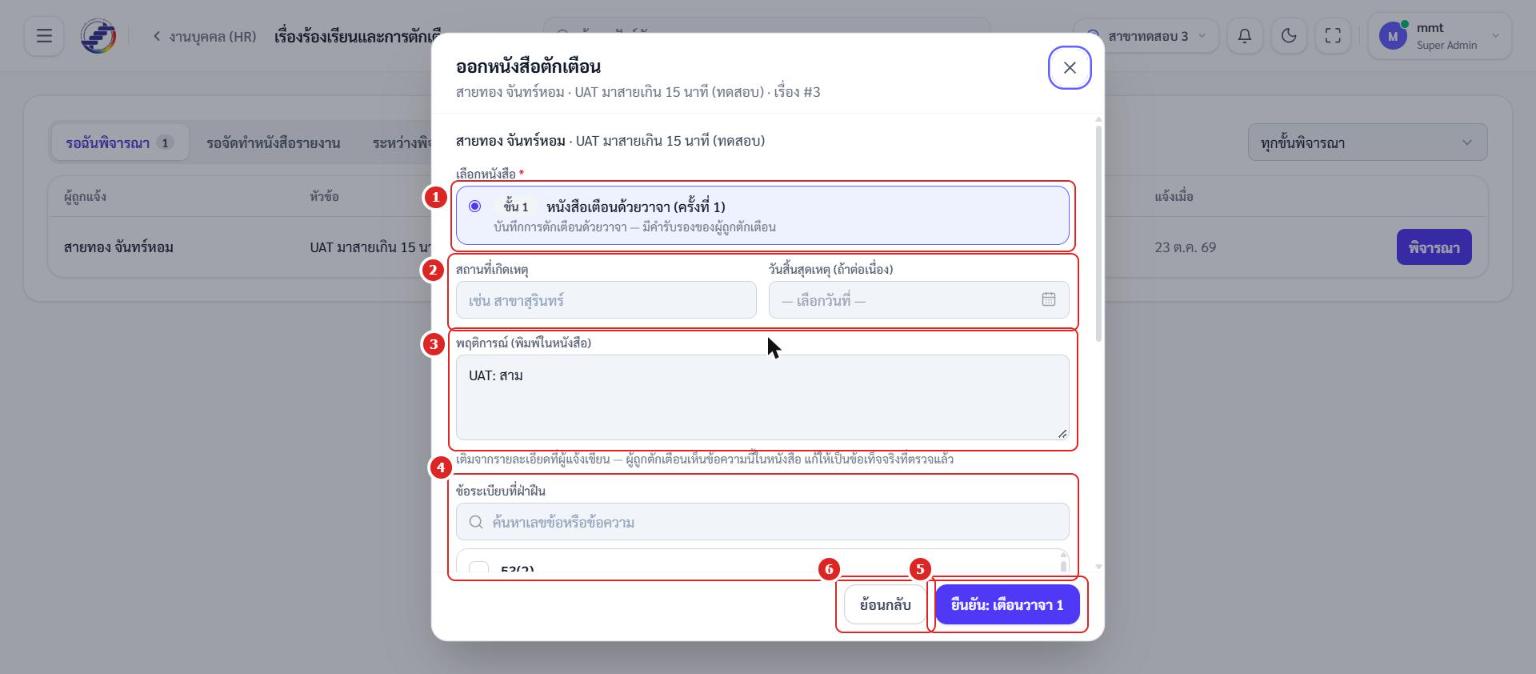 งานบุคคล (HR)
เรื่องร้องเรียนและการตักเตื
สาขาทดสอบ 3
M
mmt
Super Admin
ออกหนังสือตักเตือน
สายทอง จันทร์หอม · UAT มาสายเกิน 15 นาที (ทดสอบ) · เรื่อง #3
รอฉันพิจารณา 1
รอจัดทำหนังสือรายงาน
ระหว่างพิจ
ทุกขั้นพิจารณา
ผู้ถูกแจ้ง
หัวข้อ
แจ้งเมื่อ
สายทอง จันทร์หอม
UAT มาสายเกิน 15 นา
23 ต.ค. 69
พิจารณา
สายทอง จันทร์หอม · UAT มาสายเกิน 15 นาที (ทดสอบ)
เลือกหนังสือ *
1
ขั้น 1 หนังสือเตือนด้วยวาจา (ครั้งที่ 1)
บันทึกการตักเตือนด้วยวาจา — มีคำรับรองของผู้ถูกตักเตือน
2
สถานที่เกิดเหตุ
วันสิ้นสุดเหตุ (ถ้าต่อเนื่อง)
เช่น สาขาสุรินทร์
— เลือกวันที่ —
3
พฤติการณ์ (พิมพ์ในหนังสือ)
UAT: สาม
เติมจากรายละเอียดที่ผู้แจ้งเขียน — ผู้ถูกตักเตือนเห็นข้อความนี้ในหนังสือ แก้ให้เป็นข้อเท็จจริงที่ตรวจแล้ว
4
ข้อระเบียบที่ฝ่าฝืน
ค้นหาเลขข้อหรือข้อความ
53(2)
6
5
ย้อนกลับ
ยืนยัน: เตือนวาจา 1